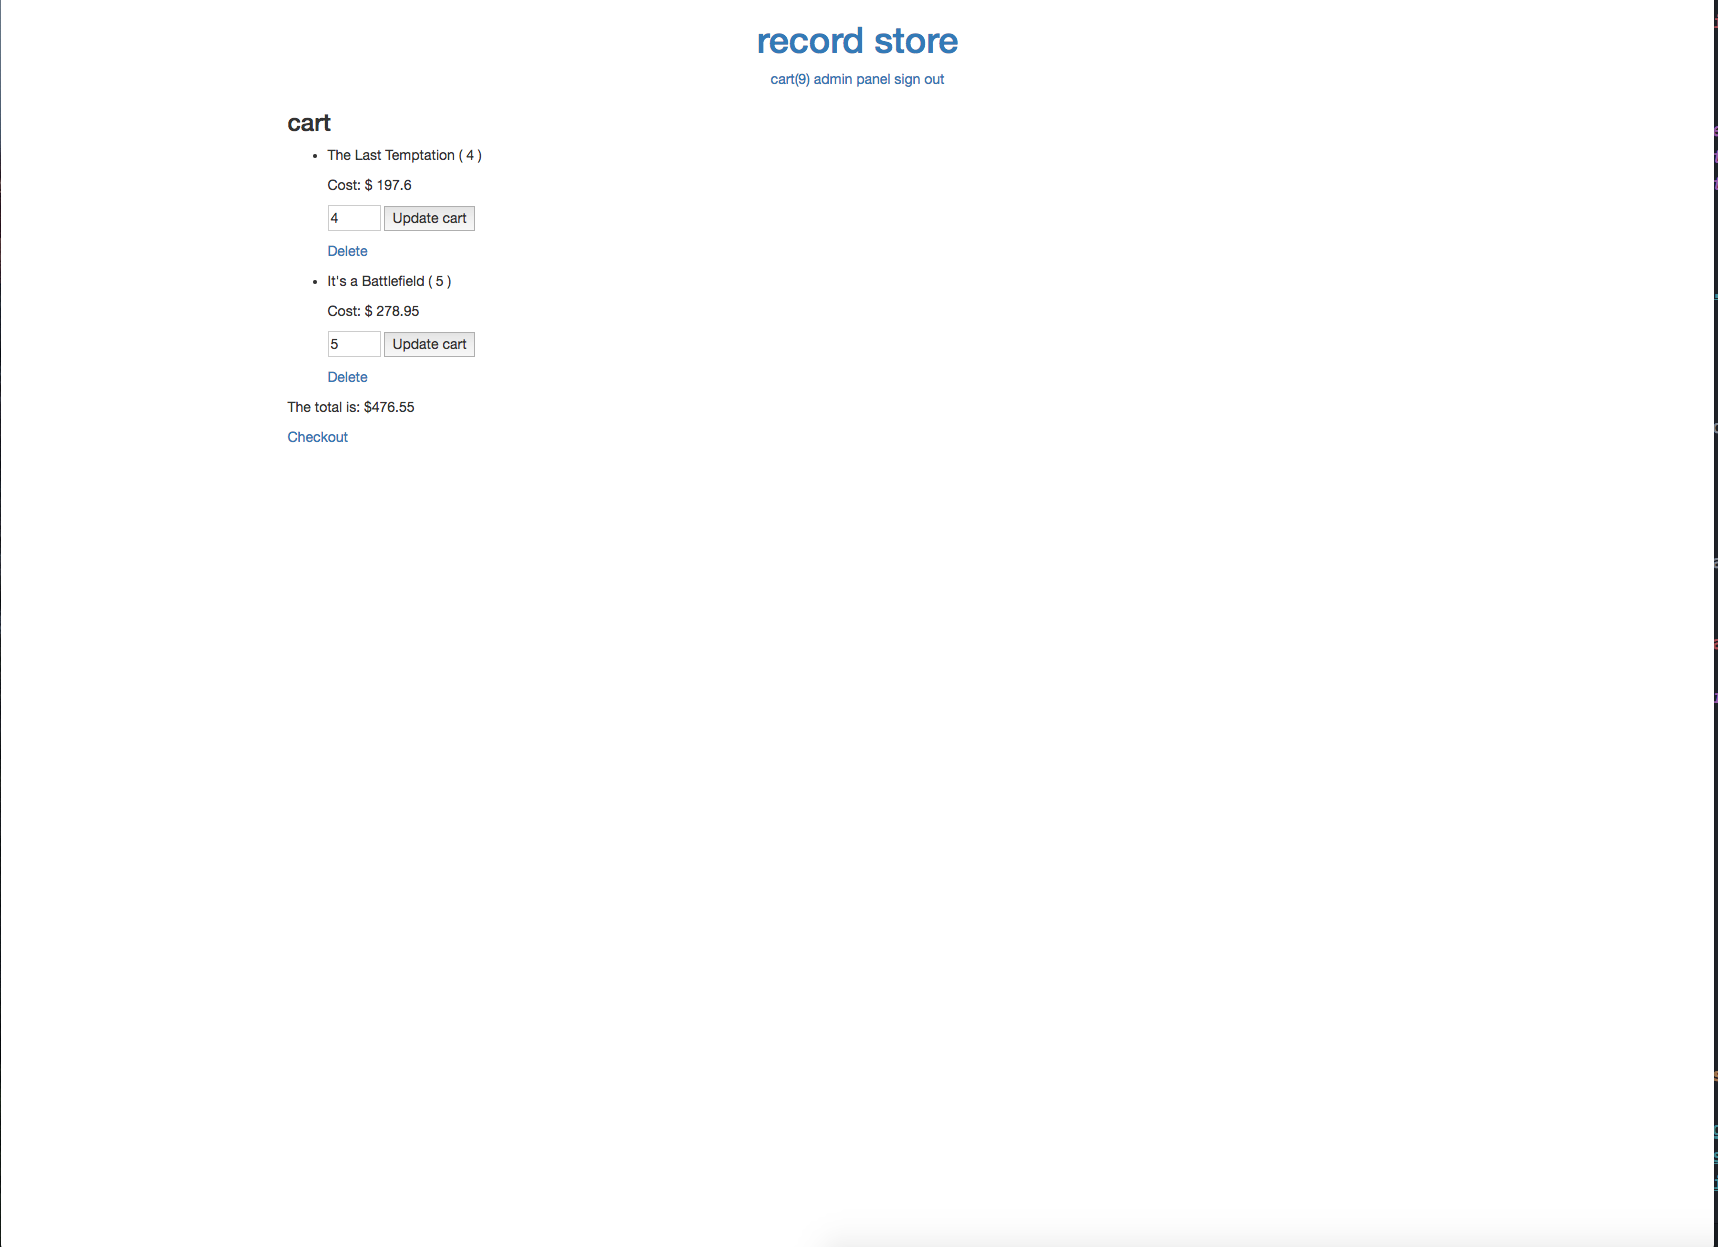 record store
cart(9) admin panel sign out
cart
The Last Temptation ( 4 )
Cost: $ 197.6
4 Update cart
Delete
It's a Battlefield ( 5 )
Cost: $ 278.95
5 Update cart
Delete
The total is: $476.55
Checkout